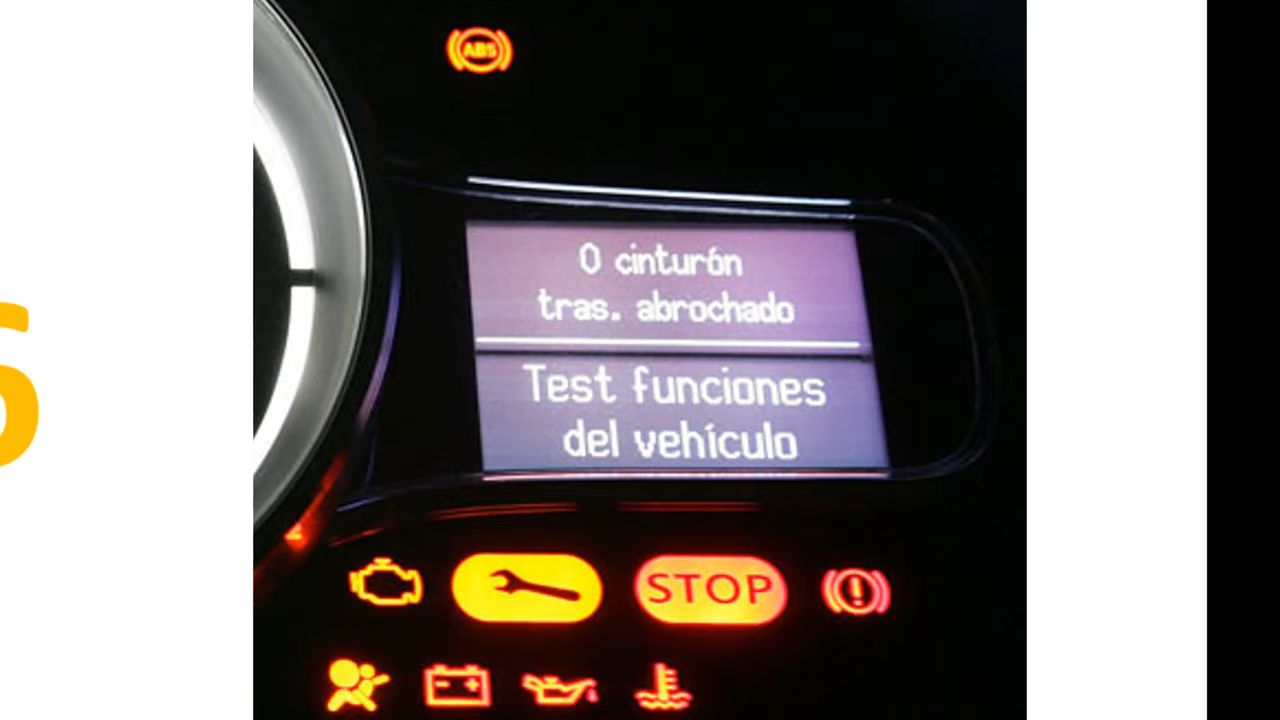 ABS
0 cinturón
tras. abrochado
Test funciones
del vehículo
STOP